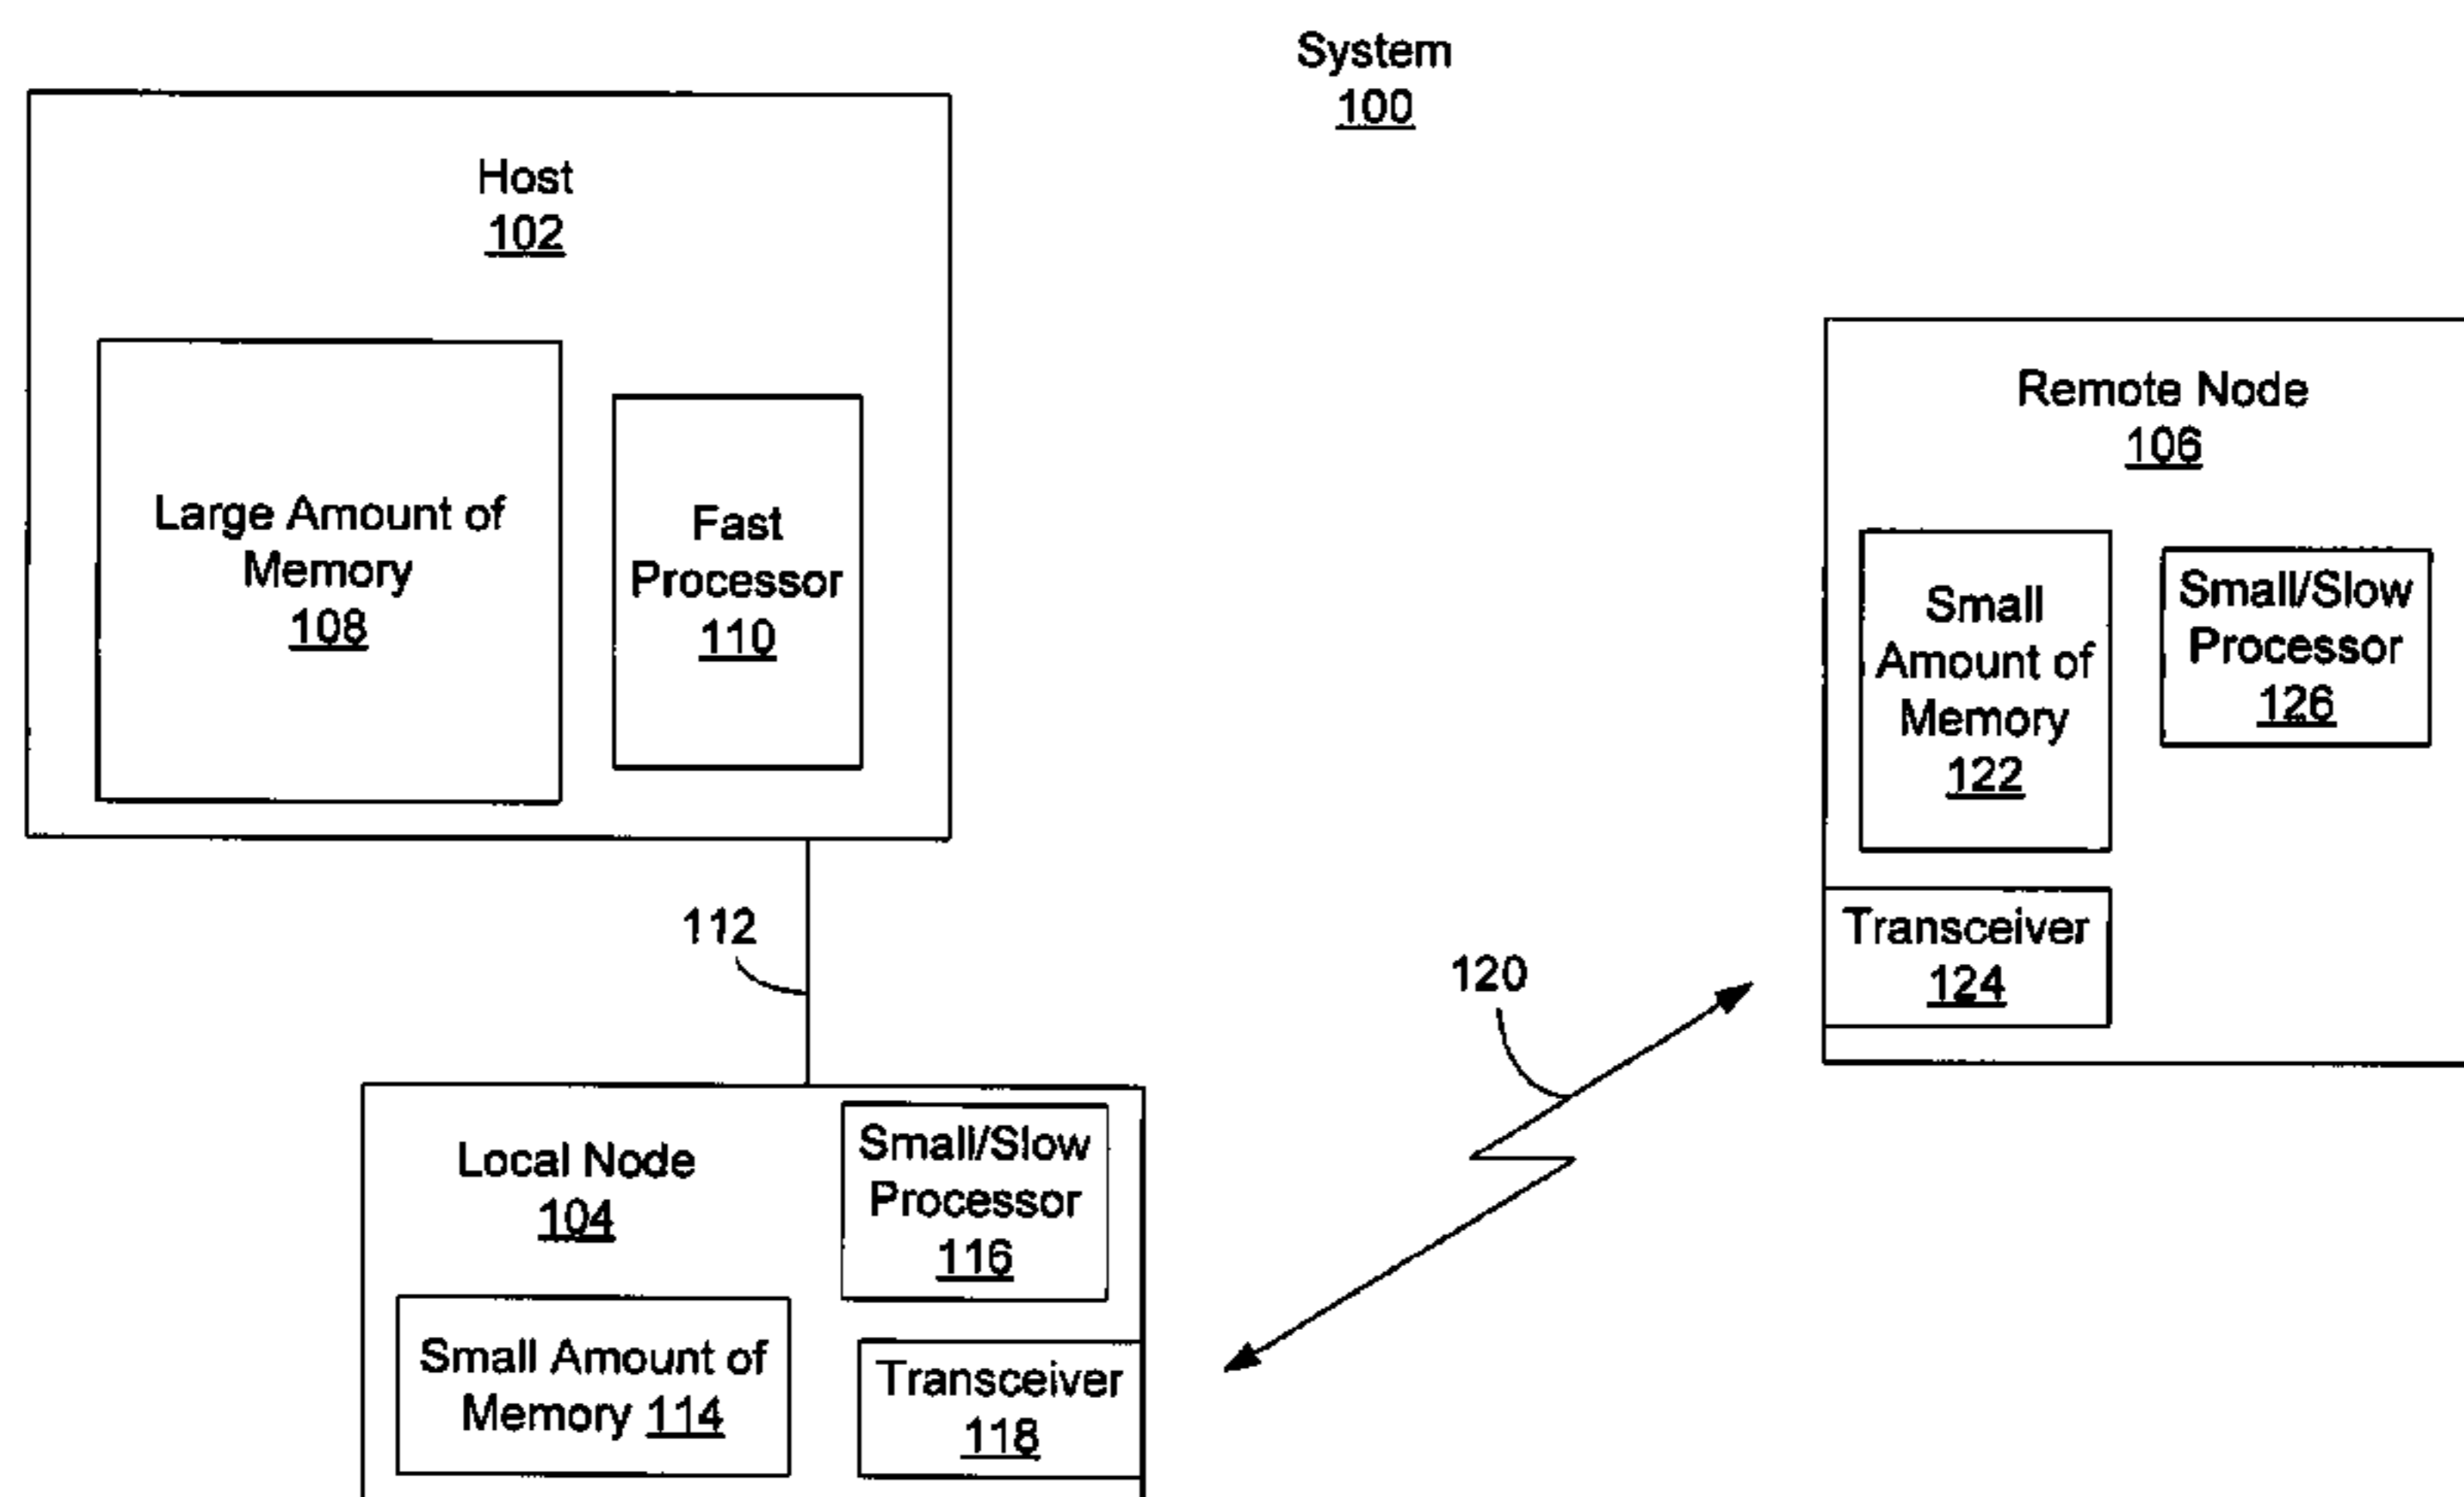 System
100
Host
102
Large Amount of
Memory
108
Fast
Processor
110
Remote Node
106
Small
Amount of
Memory
122
Small/Slow
Processor
126
Transceiver
124
112
120
Local Node
104
Small/Slow
Processor
116
Small Amount of
Memory 114
Transceiver
118